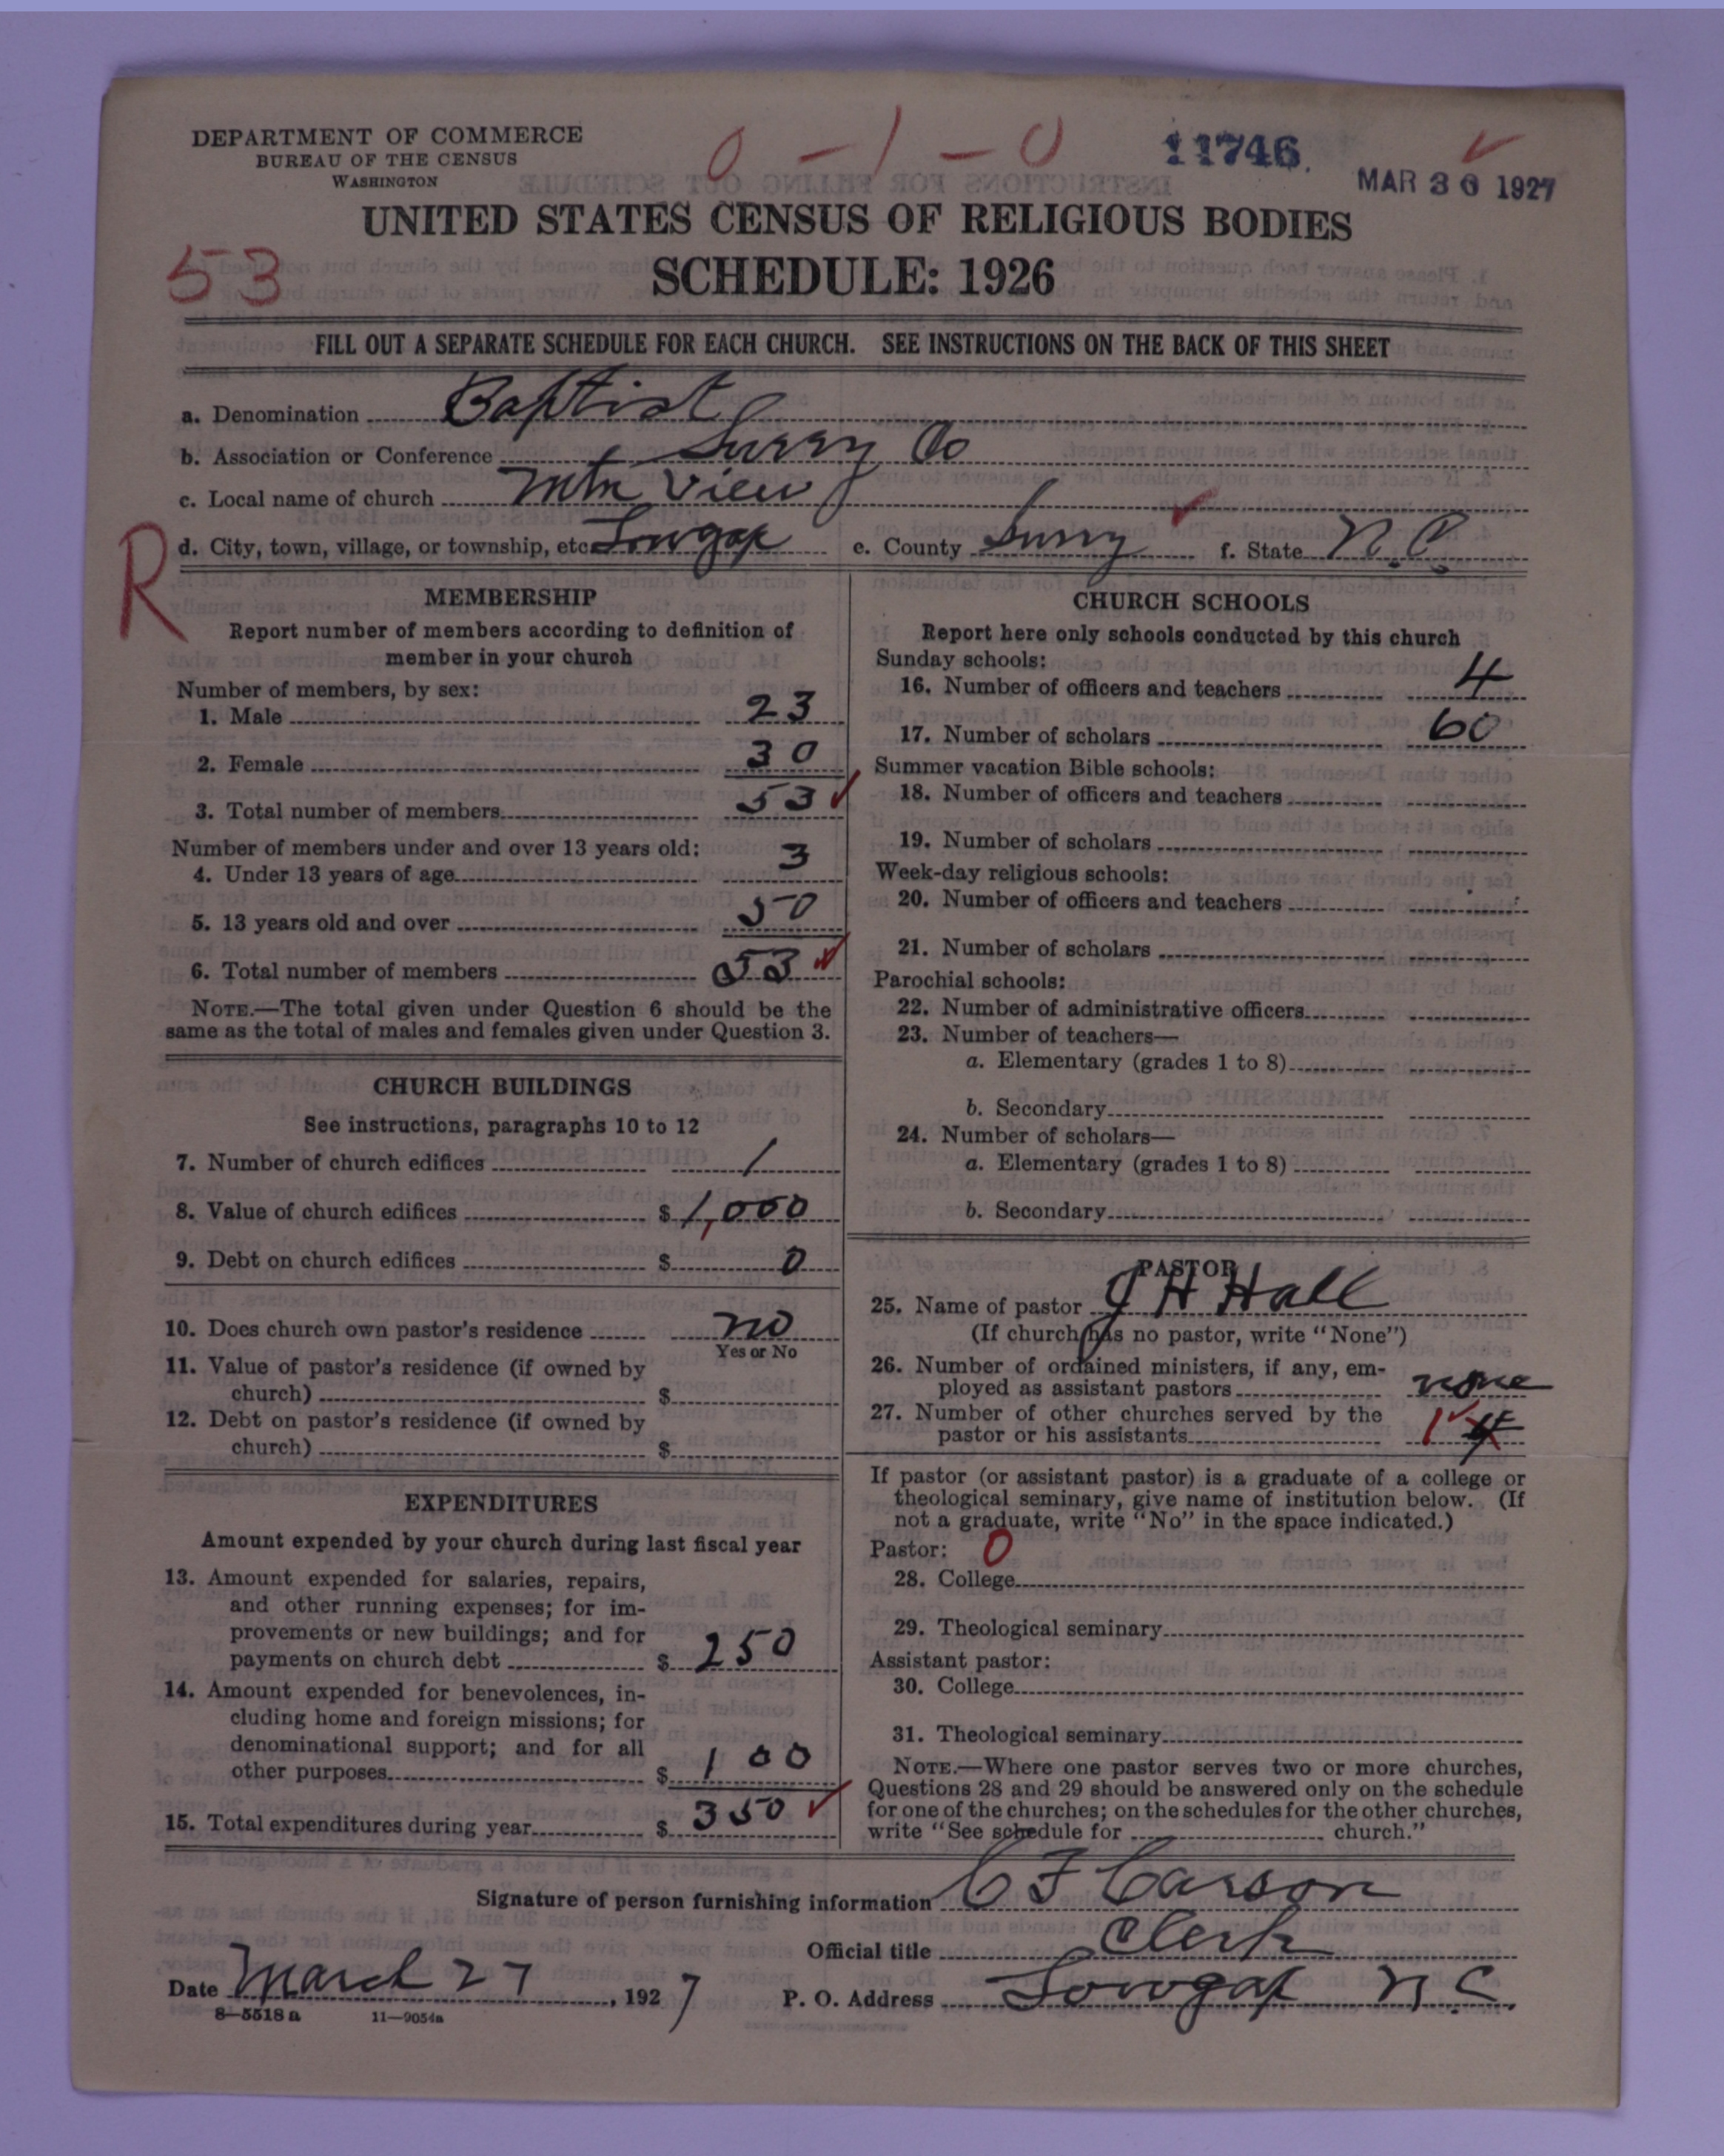 DEPARTMENT OF COMMERCE
BUREAU OF THE CENSUS
WASHINGTON
0 - 1 - 0
11746
MAR 30 1927
UNITED STATES CENSUS OF RELIGIOUS BODIES
53
SCHEDULE: 1926
FILL OUT A SEPARATE SCHEDULE FOR EACH CHURCH. SEE INSTRUCTIONS ON THE BACK OF THIS SHEET
a. Denomination Baptist
b. Association or Conference Surry Co
c. Local name of church Mtn View
R
d. City, town, village, or township, etc Lowgap e. County Surry f. State N.C.
MEMBERSHIP
Report number of members according to definition of
member in your church
Number of members, by sex:
1. Male 23
2. Female 30
3. Total number of members 53
Number of members under and over 13 years old:
4. Under 13 years of age 3
5. 13 years old and over 50
6. Total number of members 53
NOTE.—The total given under Question 6 should be the
same as the total of males and females given under Question 3.
CHURCH BUILDINGS
See instructions, paragraphs 10 to 12
7. Number of church edifices 1
8. Value of church edifices $ 1,000
9. Debt on church edifices $ 0
10. Does church own pastor's residence no
Yes or No
11. Value of pastor's residence (if owned by
church) $
12. Debt on pastor's residence (if owned by
church) $
EXPENDITURES
Amount expended by your church during last fiscal year
13. Amount expended for salaries, repairs,
and other running expenses; for im-
provements or new buildings; and for
payments on church debt $ 250
14. Amount expended for benevolences, in-
cluding home and foreign missions; for
denominational support; and for all
other purposes $ 100
15. Total expenditures during year $ 350
CHURCH SCHOOLS
Report here only schools conducted by this church
Sunday schools:
16. Number of officers and teachers 4
17. Number of scholars 60
Summer vacation Bible schools:
18. Number of officers and teachers
19. Number of scholars
Week-day religious schools:
20. Number of officers and teachers
21. Number of scholars
Parochial schools:
22. Number of administrative officers
23. Number of teachers—
a. Elementary (grades 1 to 8)
b. Secondary
24. Number of scholars—
a. Elementary (grades 1 to 8)
b. Secondary
PASTOR
25. Name of pastor J H Hall
(If church has no pastor, write "None")
26. Number of ordained ministers, if any, em-
ployed as assistant pastors none
27. Number of other churches served by the
pastor or his assistants 1 4
If pastor (or assistant pastor) is a graduate of a college or
theological seminary, give name of institution below. (If
not a graduate, write "No" in the space indicated.)
Pastor: 0
28. College
29. Theological seminary
Assistant pastor:
30. College
31. Theological seminary
NOTE.—Where one pastor serves two or more churches,
Questions 28 and 29 should be answered only on the schedule
for one of the churches; on the schedules for the other churches,
write "See schedule for church."
Signature of person furnishing information C F Carson
Official title Clerk
Date March 27, 1927 P. O. Address Lowgap N.C.
8—5518 a 11—9054a